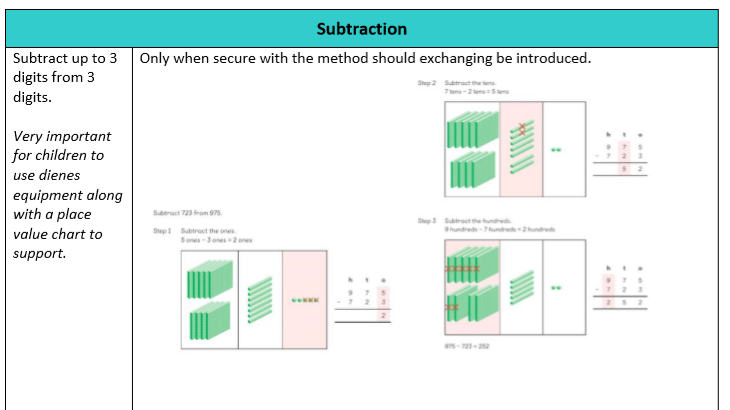 Subtraction
Subtract up to 3
digits from 3
digits.
Very important
for children to
use dienes
equipment along
with a place
value chart to
support.
Only when secure with the method should exchanging be introduced.
Subtract 723 from 975.
Step 1 Subtract the ones.
5 ones − 3 ones = 2 ones
h t o
9 7 5
− 7 2 3
2
Step 2 Subtract the tens.
7 tens − 2 tens = 5 tens
h t o
9 7 5
− 7 2 3
5 2
Step 3 Subtract the hundreds.
9 hundreds − 7 hundreds = 2 hundreds
h t o
9 7 5
− 7 2 3
2 5 2
975 − 723 = 252